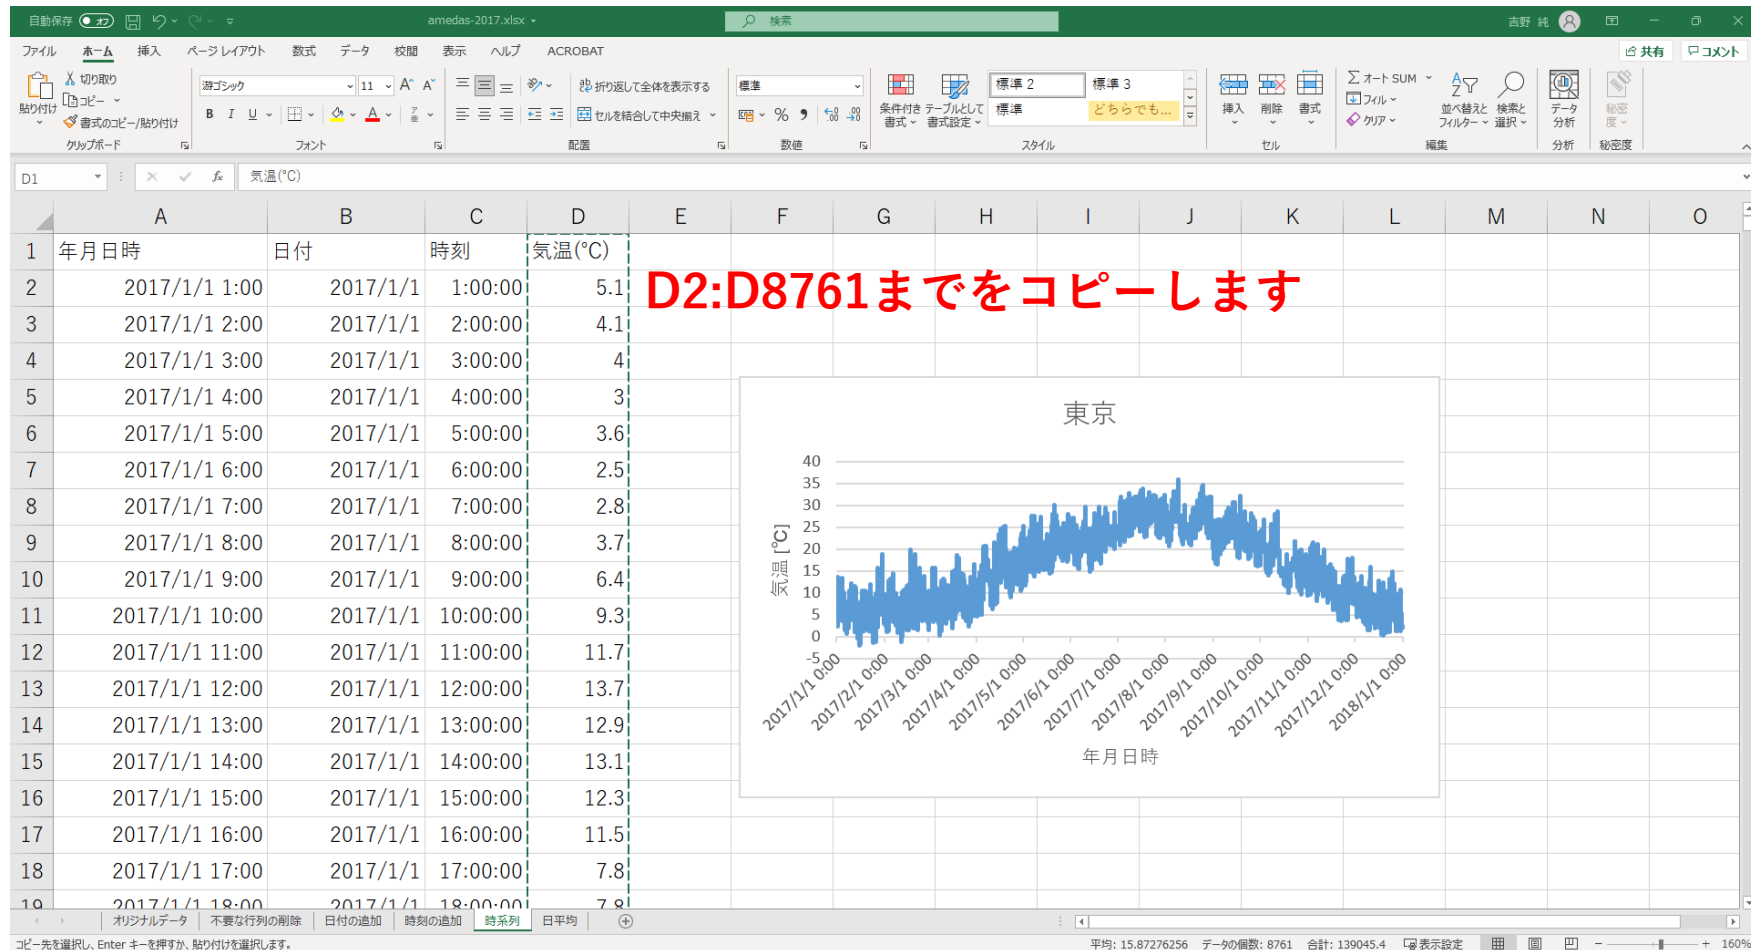 自動保存 オフ amedas-2017.xlsx 検索 吉野 純
ファイル ホーム 挿入 ページ レイアウト 数式 データ 校閲 表示 ヘルプ ACROBAT 共有 コメント
貼り付け 切り取り コピー 書式のコピー/貼り付け クリップボード
游ゴシック 11 B I U フォント
折り返して全体を表示する セルを結合して中央揃え 配置
標準 % 数値
条件付き書式 テーブルとして書式設定 標準 2 標準 3 標準 どちらでも... スタイル
挿入 削除 書式 セル
オート SUM フィル クリア 並べ替えとフィルター 検索と選択 編集
データ分析 分析
秘密度 秘密度
D1 fx 気温(℃)
A B C D E F G H I J K L M N O
1 年月日時 日付 時刻 気温(℃)
2 2017/1/1 1:00 2017/1/1 1:00:00 5.1
D2:D8761までをコピーします
3 2017/1/1 2:00 2017/1/1 2:00:00 4.1
4 2017/1/1 3:00 2017/1/1 3:00:00 4
5 2017/1/1 4:00 2017/1/1 4:00:00 3
6 2017/1/1 5:00 2017/1/1 5:00:00 3.6
7 2017/1/1 6:00 2017/1/1 6:00:00 2.5
8 2017/1/1 7:00 2017/1/1 7:00:00 2.8
9 2017/1/1 8:00 2017/1/1 8:00:00 3.7
10 2017/1/1 9:00 2017/1/1 9:00:00 6.4
11 2017/1/1 10:00 2017/1/1 10:00:00 9.3
12 2017/1/1 11:00 2017/1/1 11:00:00 11.7
13 2017/1/1 12:00 2017/1/1 12:00:00 13.7
14 2017/1/1 13:00 2017/1/1 13:00:00 12.9
15 2017/1/1 14:00 2017/1/1 14:00:00 13.1
16 2017/1/1 15:00 2017/1/1 15:00:00 12.3
17 2017/1/1 16:00 2017/1/1 16:00:00 11.5
18 2017/1/1 17:00 2017/1/1 17:00:00 7.8
19 2017/1/1 18:00 2017/1/1 18:00:00 7.8
東京
気温 [℃]
40
35
30
25
20
15
10
5
0
-5
2017/1/1 0:00
2017/2/1 0:00
2017/3/1 0:00
2017/4/1 0:00
2017/5/1 0:00
2017/6/1 0:00
2017/7/1 0:00
2017/8/1 0:00
2017/9/1 0:00
2017/10/1 0:00
2017/11/1 0:00
2017/12/1 0:00
2018/1/1 0:00
年月日時
オリジナルデータ 不要な行列の削除 日付の追加 時刻の追加 時系列 日平均
コピー先を選択し、Enter キーを押すか、貼り付けを選択します。 平均: 15.87276256 データの個数: 8761 合計: 139045.4 表示設定 160%